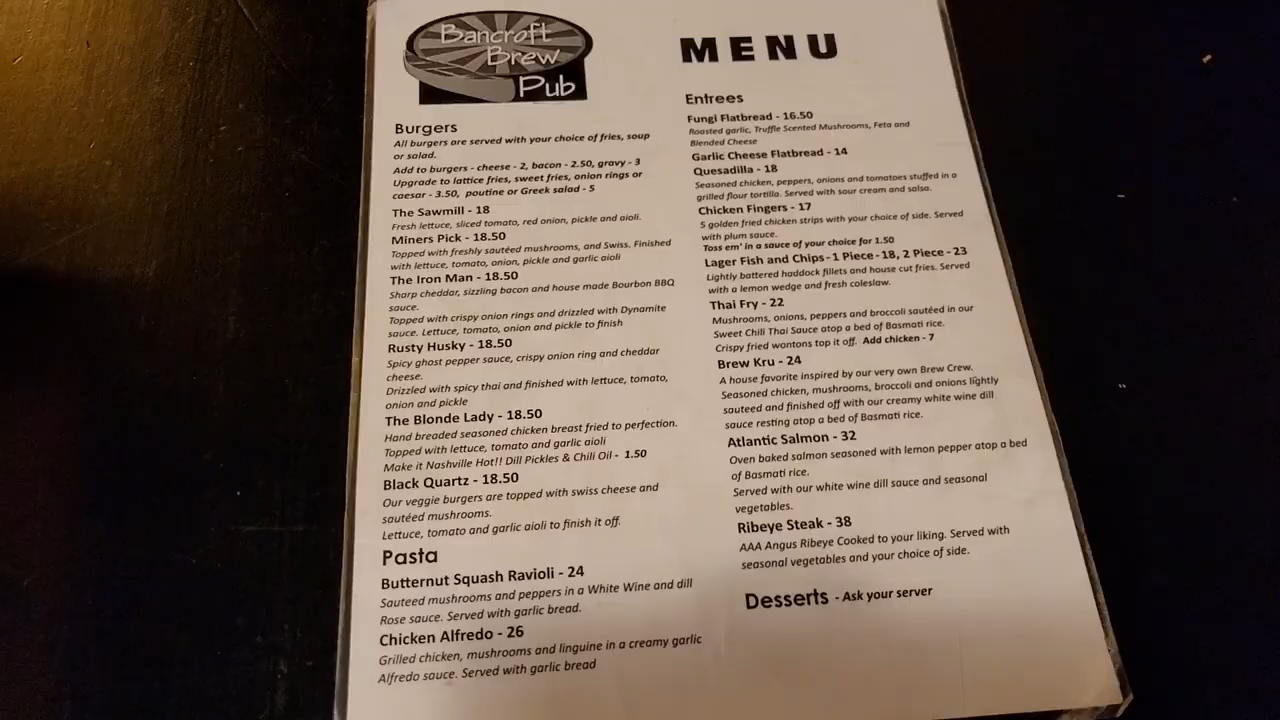 Bancroft
Brew
Pub
Burgers
All burgers are served with your choice of fries, soup
or salad.
Add to burgers - cheese - 2, bacon - 2.50, gravy - 3
Upgrade to lattice fries, sweet fries, onion rings or
caesar - 3.50, poutine or Greek salad - 5
The Sawmill - 18
Fresh lettuce, sliced tomato, red onion, pickle and aioli.
Miners Pick - 18.50
Topped with freshly sautéed mushrooms, and Swiss. Finished
with lettuce, tomato, onion, pickle and garlic aioli
The Iron Man - 18.50
Sharp cheddar, sizzling bacon and house made Bourbon BBQ
sauce.
Topped with crispy onion rings and drizzled with Dynamite
sauce. Lettuce, tomato, onion and pickle to finish
Rusty Husky - 18.50
Spicy ghost pepper sauce, crispy onion ring and cheddar
cheese.
Drizzled with spicy thai and finished with lettuce, tomato,
onion and pickle
The Blonde Lady - 18.50
Hand breaded seasoned chicken breast fried to perfection.
Topped with lettuce, tomato and garlic aioli
Make it Nashville Hot!! Dill Pickles & Chili Oil - 1.50
Black Quartz - 18.50
Our veggie burgers are topped with swiss cheese and
sautéed mushrooms.
Lettuce, tomato and garlic aioli to finish it off.
Pasta
Butternut Squash Ravioli - 24
Sauteed mushrooms and peppers in a White Wine and dill
Rose sauce. Served with garlic bread.
Chicken Alfredo - 26
Grilled chicken, mushrooms and linguine in a creamy garlic
Alfredo sauce. Served with garlic bread
MENU
Entrees
Fungi Flatbread - 16.50
Roasted garlic, Truffle Scented Mushrooms, Feta and
Blended Cheese
Garlic Cheese Flatbread - 14
Quesadilla - 18
Seasoned chicken, peppers, onions and tomatoes stuffed in a
grilled flour tortilla. Served with sour cream and salsa.
Chicken Fingers - 17
5 golden fried chicken strips with your choice of side. Served
with plum sauce.
Toss em' in a sauce of your choice for 1.50
Lager Fish and Chips - 1 Piece - 18, 2 Piece - 23
Lightly battered haddock fillets and house cut fries. Served
with a lemon wedge and fresh coleslaw.
Thai Fry - 22
Mushrooms, onions, peppers and broccoli sautéed in our
Sweet Chili Thai Sauce atop a bed of Basmati rice.
Crispy fried wontons top it off. Add chicken - 7
Brew Kru - 24
A house favorite inspired by our very own Brew Crew.
Seasoned chicken, mushrooms, broccoli and onions lightly
sauteed and finished off with our creamy white wine dill
sauce resting atop a bed of Basmati rice.
Atlantic Salmon - 32
Oven baked salmon seasoned with lemon pepper atop a bed
of Basmati rice.
Served with our white wine dill sauce and seasonal
vegetables.
Ribeye Steak - 38
AAA Angus Ribeye Cooked to your liking. Served with
seasonal vegetables and your choice of side.
Desserts - Ask your server